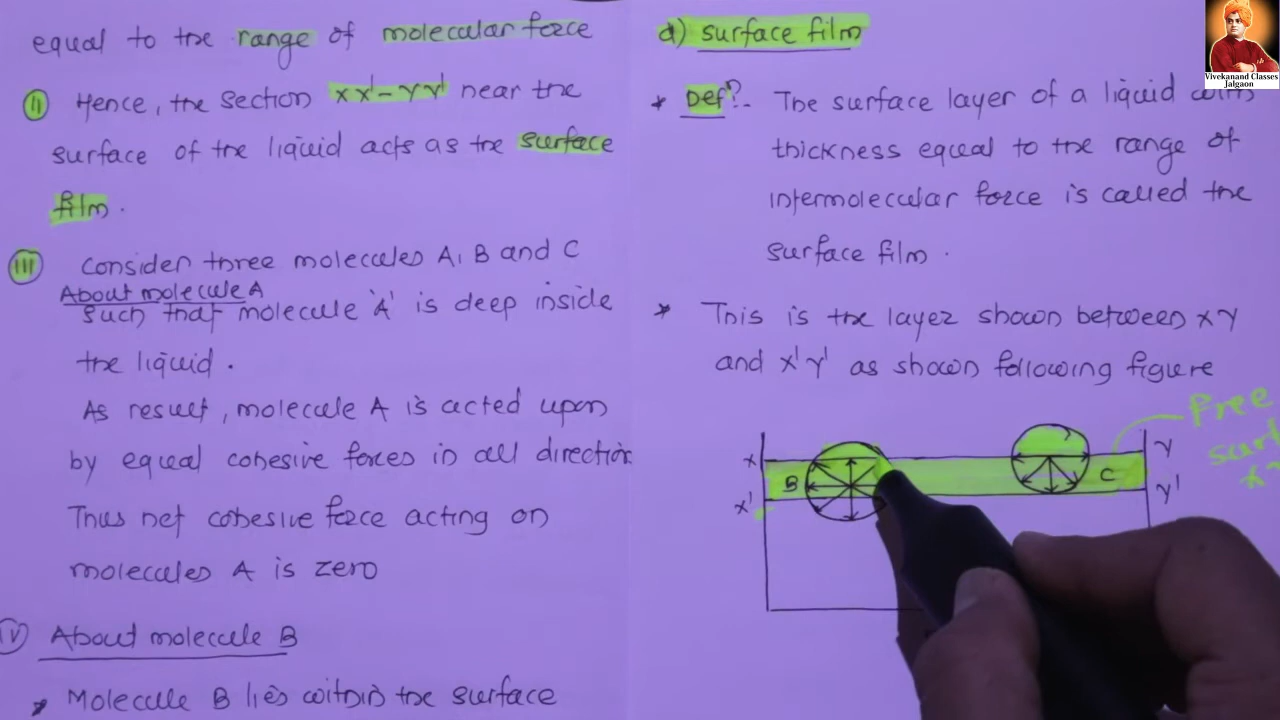 equal to the range of molecular force
ii) Hence, the section xx' - yy' near the
surface of the liquid acts as the surface
film.
iii) Consider three molecules A, B and C
About molecule A
such that molecule 'A' is deep inside
the liquid.
As result, molecule A is acted upon
by equal cohesive forces in all direction
Thus net cohesive force acting on
molecules A is zero
About molecule B
* Molecule B lies within the surface
d) surface film
* Defn:- The surface layer of a liquid with
thickness equal to the range of
intermolecular force is called the
surface film.
* This is the layer shown between xy
and x'y' as shown following figure
Free
x
y
B
C
x'
y'
Vivekanand Classes
Jalgaon